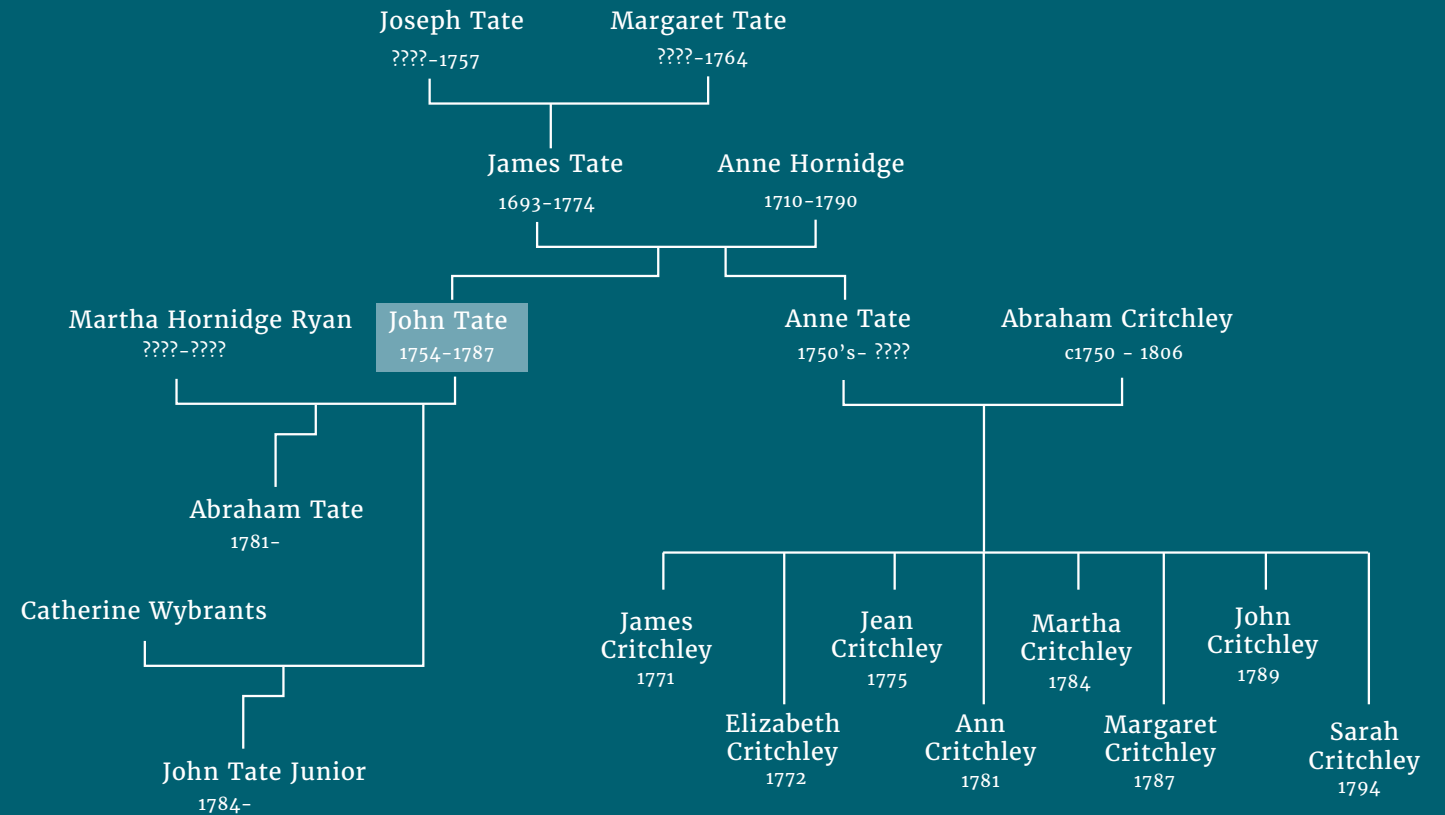 Joseph Tate
????-1757
Margaret Tate
????-1764
James Tate
1693-1774
Anne Hornidge
1710-1790
Martha Hornidge Ryan
????-????
John Tate
1754-1787
Anne Tate
1750's- ????
Abraham Critchley
c1750 - 1806
Abraham Tate
1781-
Catherine Wybrants
John Tate Junior
1784-
James
Critchley
1771
Elizabeth
Critchley
1772
Jean
Critchley
1775
Ann
Critchley
1781
Martha
Critchley
1784
Margaret
Critchley
1787
John
Critchley
1789
Sarah
Critchley
1794